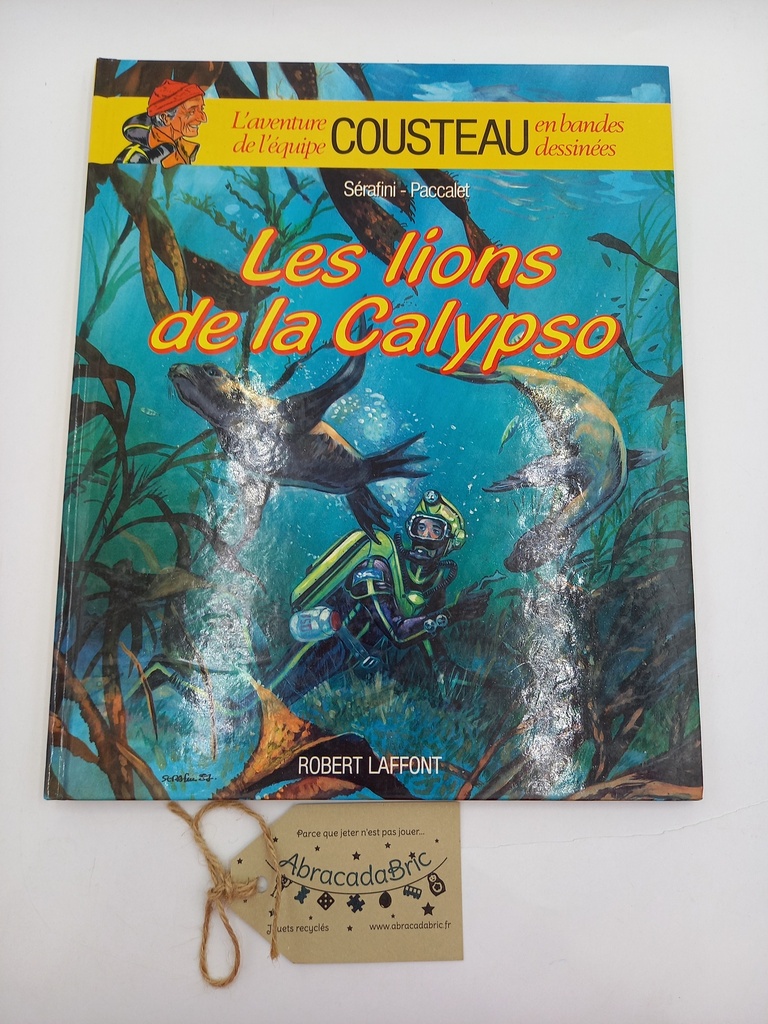 L'aventure
de l'équipe
COUSTEAU
en bandes
dessinées
Sérafini - Paccalet
Les lions
de la Calypso
ROBERT LAFFONT
Parce que jeter n'est pas jouer...
AbracadaBric
Jouets recyclés
www.abracadabric.fr